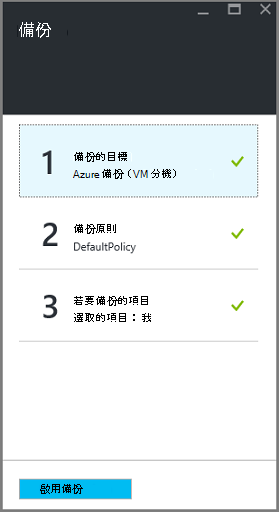 備份
1
備份的目標
Azure 備份（VM 分機）
2
備份原則
DefaultPolicy
3
若要備份的項目
選取的項目： 我
啟用備份